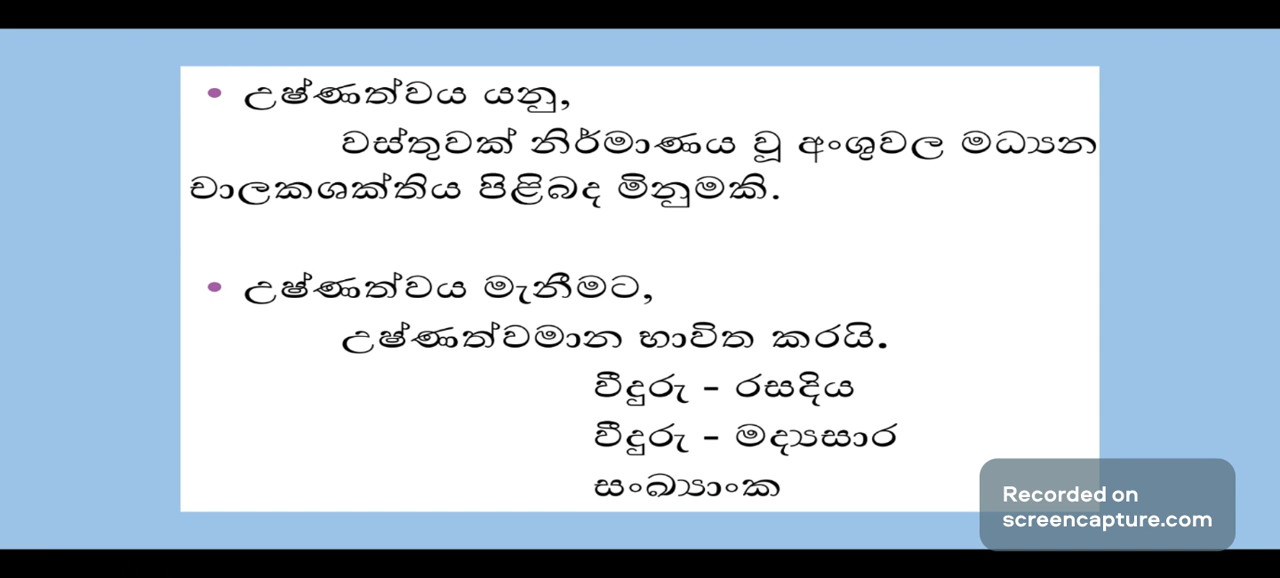 • උෂ්ණත්වය යනු,
වස්තුවක් නිර්මාණය වූ අංශුවල මධ්‍යන
චාලකශක්තිය පිළිබද මිනුමකි.
• උෂ්ණත්වය මැනීමට,
උෂ්ණත්වමාන භාවිත කරයි.
වීදුරු - රසදිය
වීදුරු - මද්‍යසාර
සංඛ්‍යාංක
Recorded on
screencapture.com